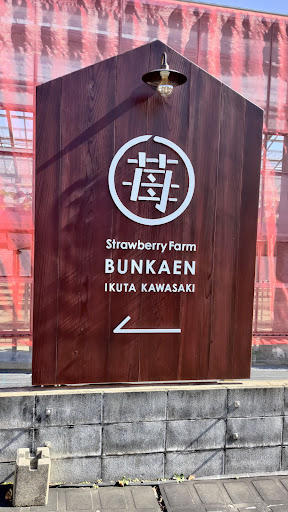 苺
Strawberry Farm
BUNKAEN
IKUTA KAWASAKI